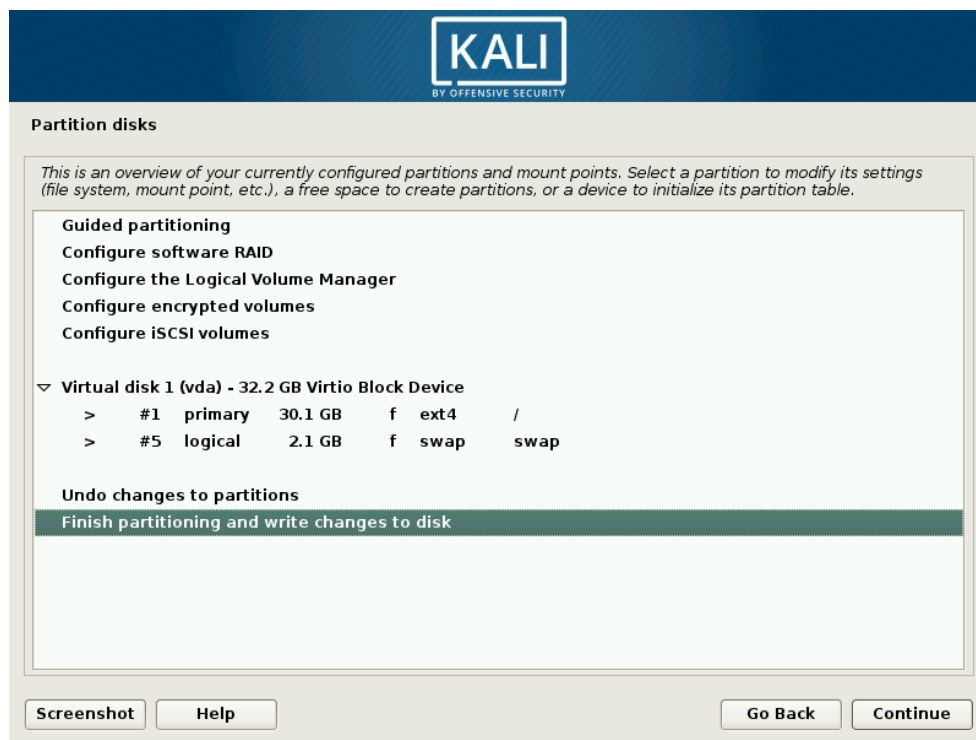 KALI
BY OFFENSIVE SECURITY
Partition disks
This is an overview of your currently configured partitions and mount points. Select a partition to modify its settings
(file system, mount point, etc.), a free space to create partitions, or a device to initialize its partition table.
Guided partitioning
Configure software RAID
Configure the Logical Volume Manager
Configure encrypted volumes
Configure iSCSI volumes
Virtual disk 1 (vda) - 32.2 GB Virtio Block Device
> #1 primary 30.1 GB f ext4 /
> #5 logical 2.1 GB f swap swap
Undo changes to partitions
Finish partitioning and write changes to disk
Screenshot Help Go Back Continue